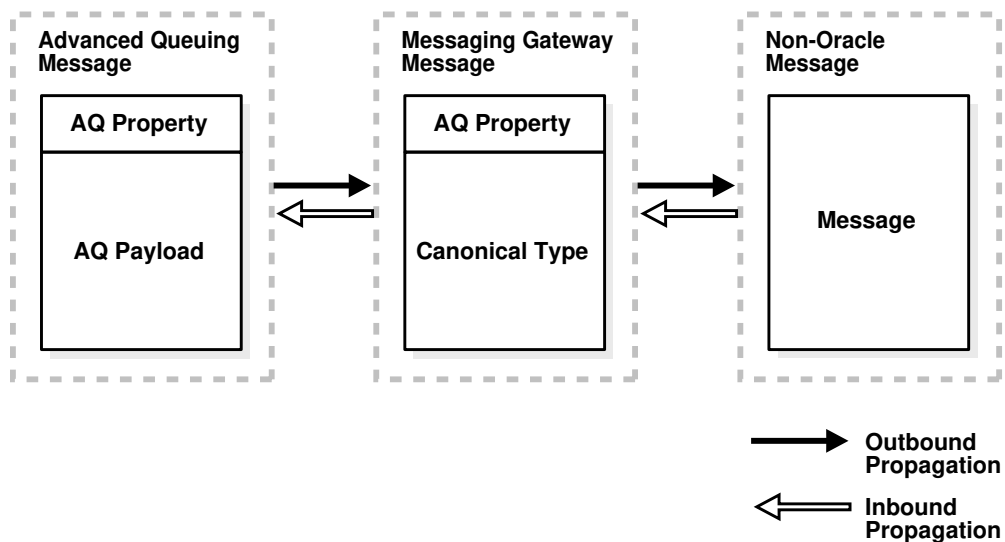 Advanced Queuing
Message
AQ Property
AQ Payload
Messaging Gateway
Message
AQ Property
Canonical Type
Non-Oracle
Message
Message
Outbound
Propagation
Inbound
Propagation